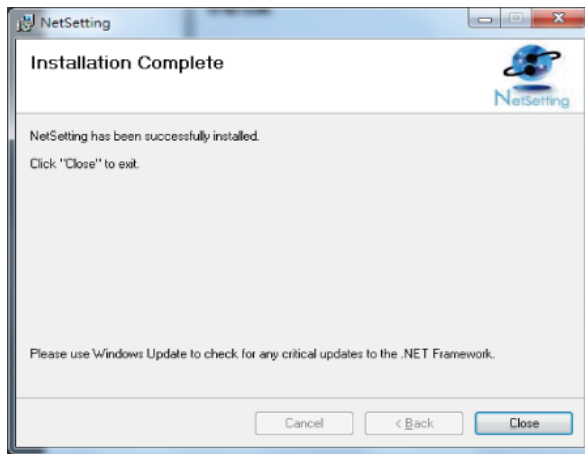 NetSetting
Installation Complete
NetSetting
NetSetting has been successfully installed.
Click "Close" to exit.
Please use Windows Update to check for any critical updates to the .NET Framework.
Cancel
< Back
Close